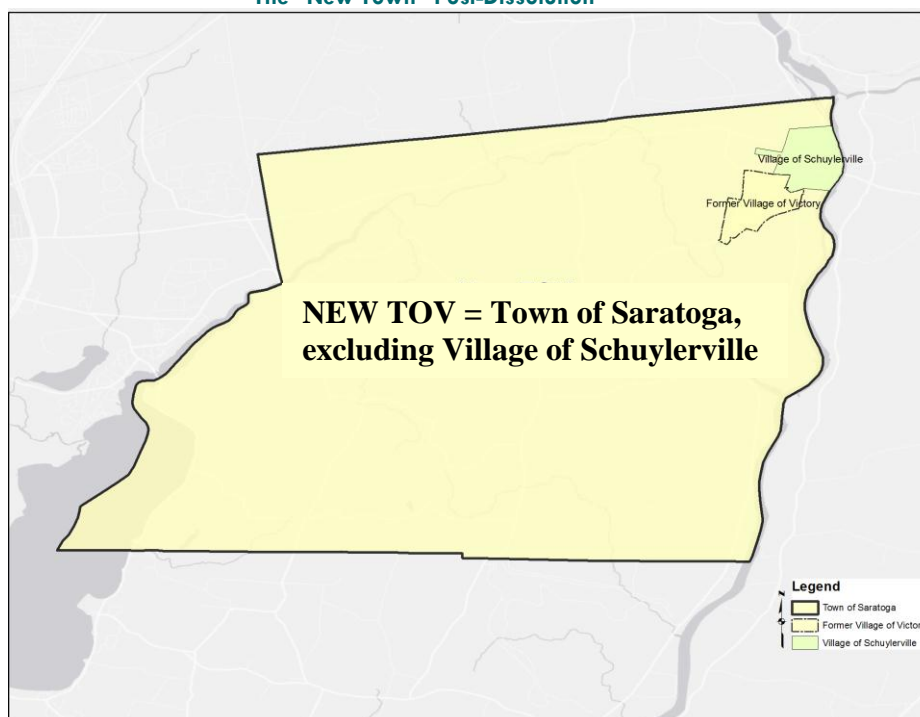 The "New Town" Post-Dissolution
Village of Schuylerville
Former Village of Victory
NEW TOV = Town of Saratoga,
excluding Village of Schuylerville
Legend
N
Town of Saratoga
Former Village of Victor
Village of Schuylerville